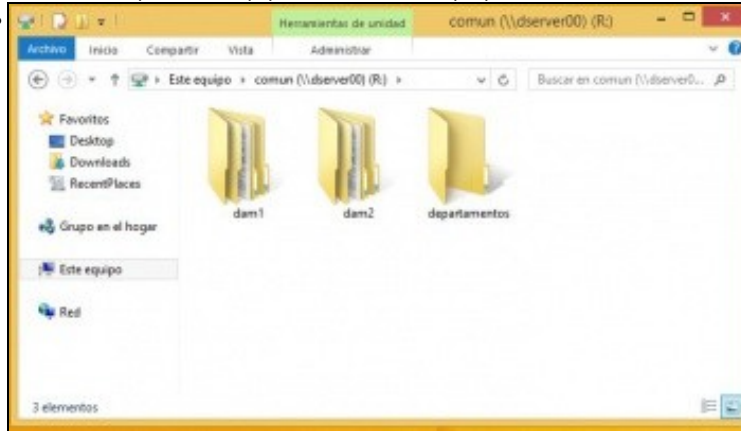 Herramientas de unidad
comun (\\dserver00) (R:)
Archivo Inicio Compartir Vista Administrar
Este equipo comun (\\dserver00) (R:)
Buscar en comun (\\dserver0...
Favoritos
Desktop
Downloads
RecentPlaces
Grupo en el hogar
Este equipo
Red
dam1 dam2 departamentos
3 elementos